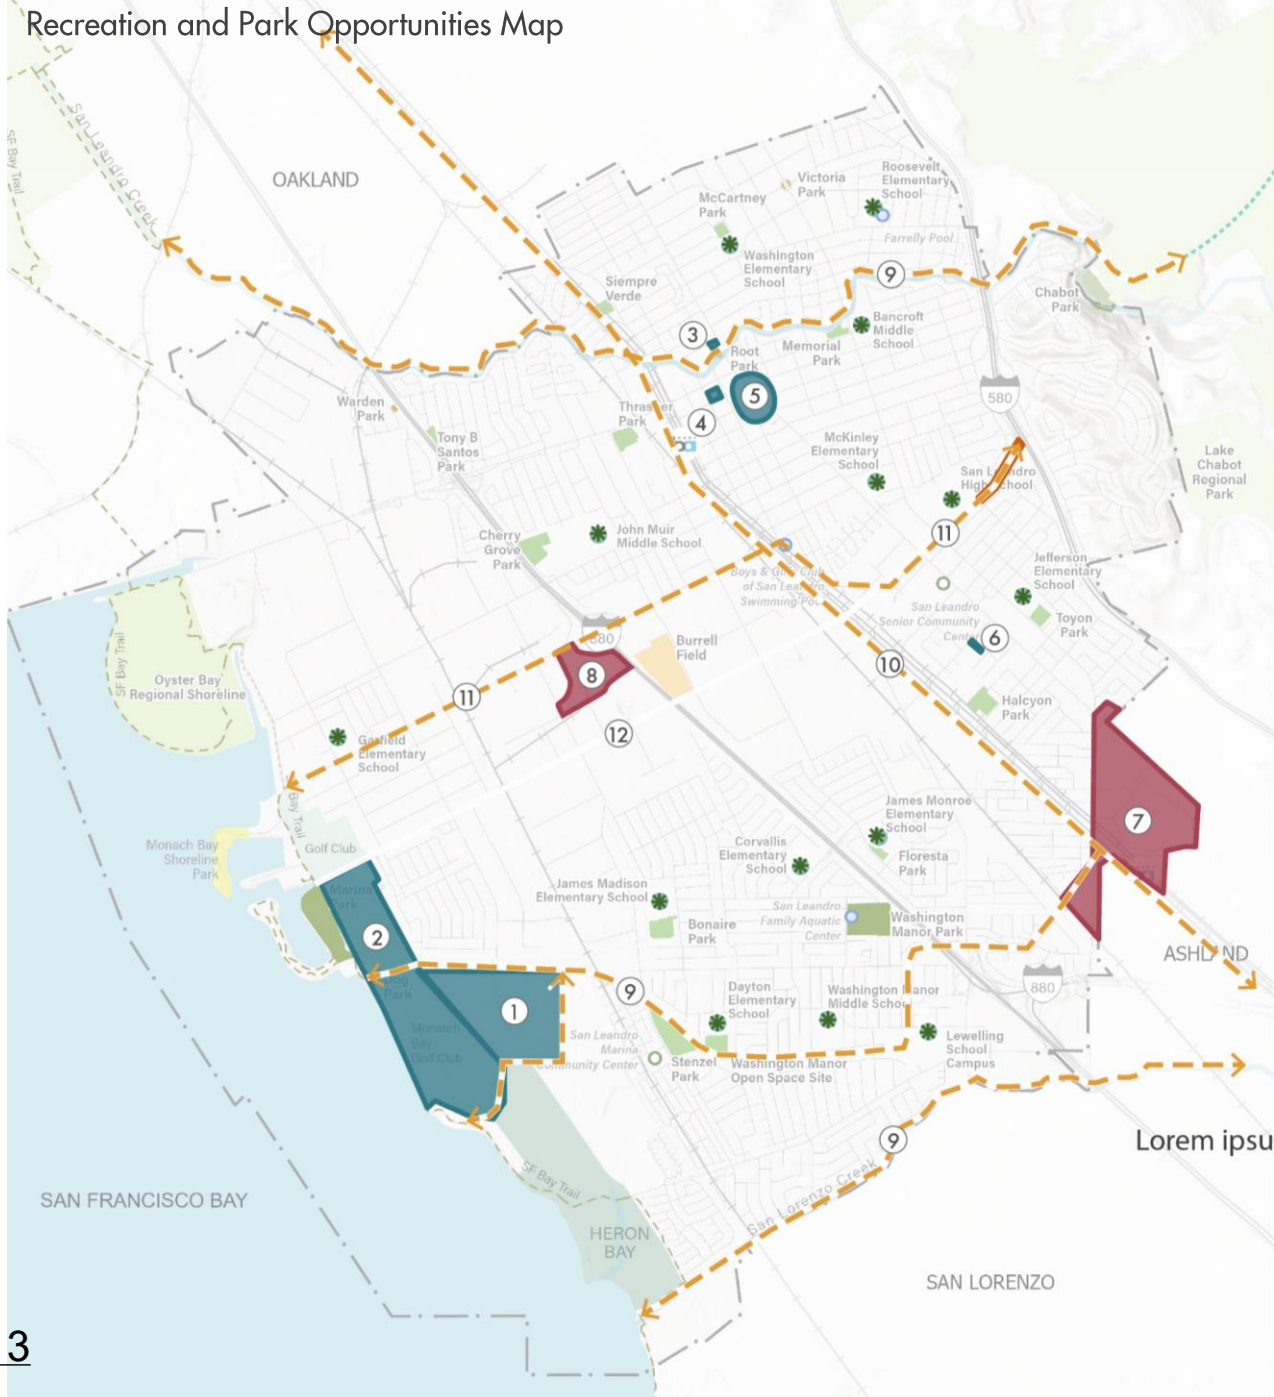 Recreation and Park Opportunities Map
OAKLAND
San Leandro Creek
SF Bay Trail
Roosevelt
Elementary
School
Victoria
Park
McCartney
Park
Farrelly Pool
Washington
Elementary
School
9
Siempre
Verde
Chabot
Park
3
Bancroft
Middle
School
Memorial
Park
Root
Park
5
580
Warden
Park
4
Thrasher
Park
Tony B
Santos
Park
McKinley
Elementary
School
San Leandro
High School
Lake
Chabot
Regional
Park
Cherry
Grove
Park
John Muir
Middle School
11
Jefferson
Elementary
School
Boys & Girls Club
of San Leandro
Swimming Pool
San Leandro
Senior Community
Center
Toyon
Park
6
880
Burrell
Field
10
SF Bay Trail
Oyster Bay
Regional Shoreline
8
11
Halcyon
Park
12
Garfield
Elementary
School
Bay Trail
James Monroe
Elementary
School
7
Monach Bay
Shoreline
Park
Golf Club
Corvallis
Elementary
School
Floresta
Park
James Madison
Elementary School
Marina
Park
San Leandro
Family Aquatic
Center
Washington
Manor Park
2
Bonaire
Park
ASHLAND
Dog
Park
9
Dayton
Elementary
School
Washington Manor
Middle School
880
1
Monach
Bay
Golf Club
San Leandro
Marina
Community Center
Stenzel
Park
Washington Manor
Open Space Site
Lewelling
School
Campus
9
Lorem ipsu
San Lorenzo Creek
SF Bay Trail
SAN FRANCISCO BAY
HERON
BAY
SAN LORENZO
3